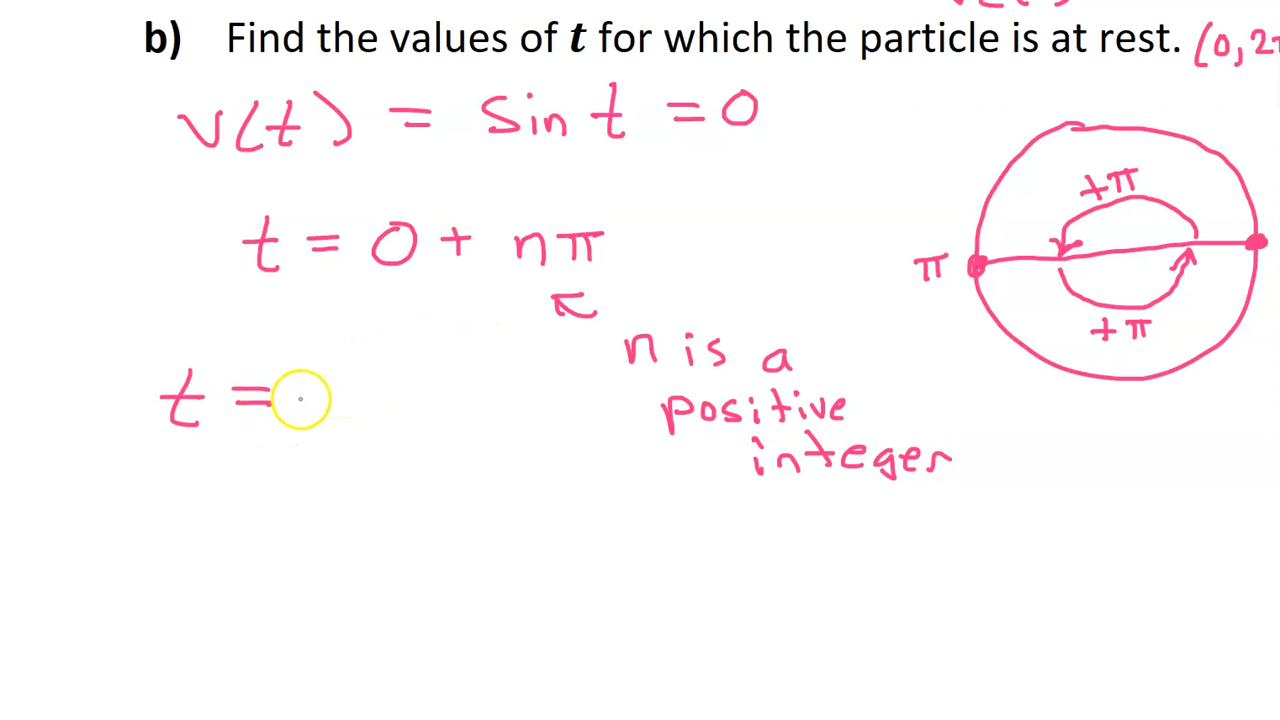 b) Find the values of t for which the particle is at rest. (0, 2π
v(t) = sin t = 0
+π
t = 0 + nπ
π
+π
n is a
positive
integer
t =